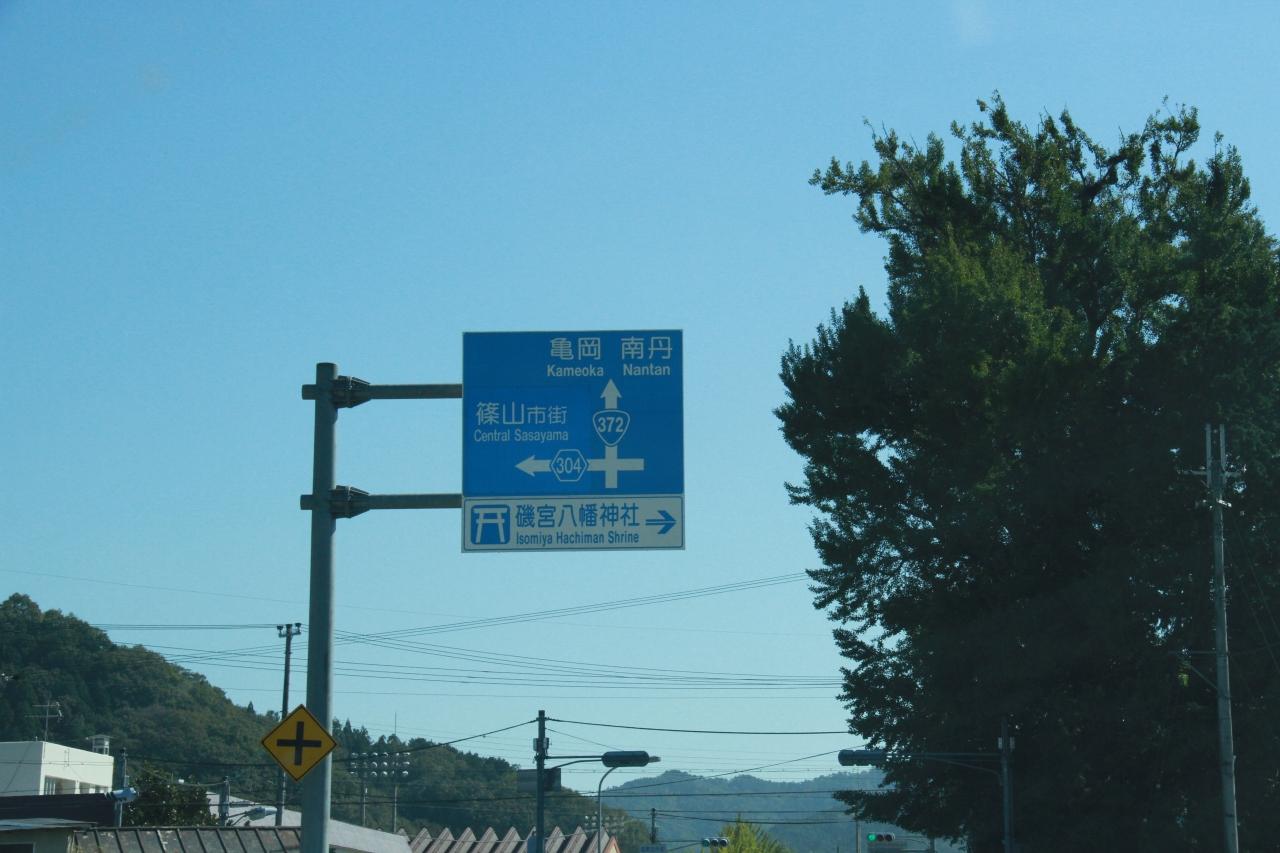 亀岡 南丹
Kameoka Nantan
372
篠山市街
Central Sasayama
304
磯宮八幡神社
Isomiya Hachiman Shrine